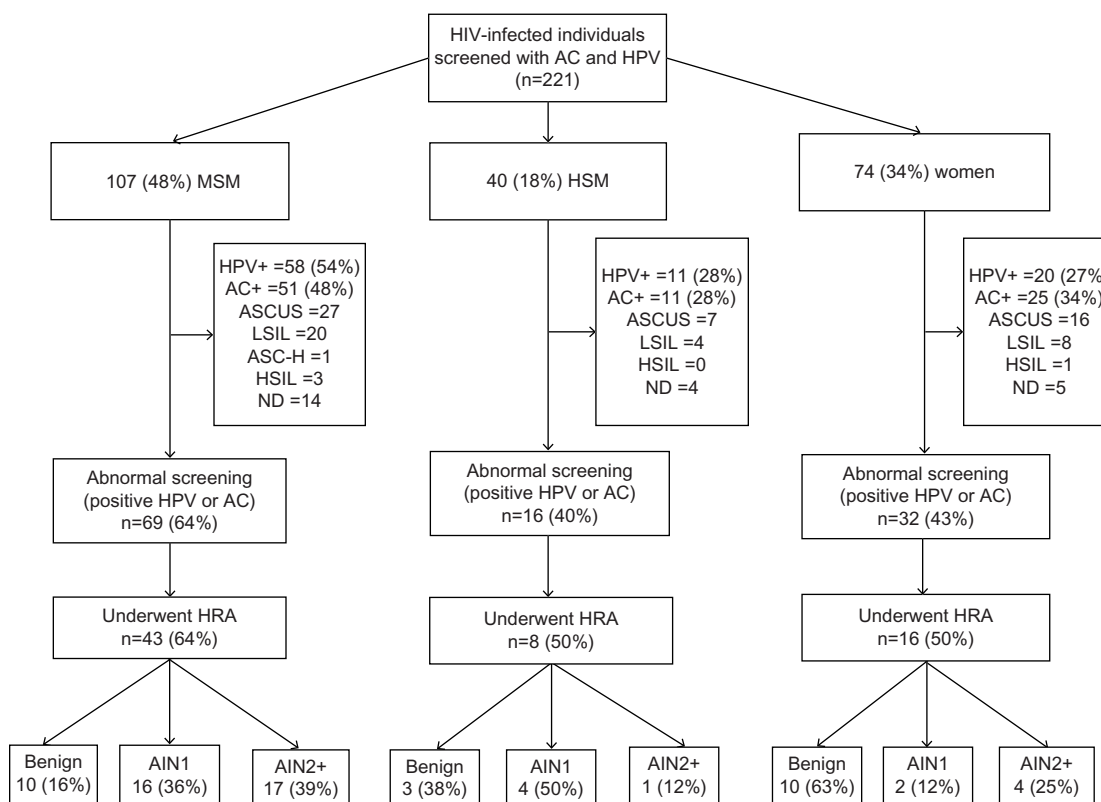 HIV-infected individuals
screened with AC and HPV
(n=221)
107 (48%) MSM
40 (18%) HSM
74 (34%) women
HPV+ =58 (54%)
AC+ =51 (48%)
ASCUS =27
LSIL =20
ASC-H =1
HSIL =3
ND =14
HPV+ =11 (28%)
AC+ =11 (28%)
ASCUS =7
LSIL =4
HSIL =0
ND =4
HPV+ =20 (27%
AC+ =25 (34%)
ASCUS =16
LSIL =8
HSIL =1
ND =5
Abnormal screening
(positive HPV or AC)
n=69 (64%)
Abnormal screening
(positive HPV or AC)
n=16 (40%)
Abnormal screening
(positive HPV or AC)
n=32 (43%)
Underwent HRA
n=43 (64%)
Underwent HRA
n=8 (50%)
Underwent HRA
n=16 (50%)
Benign
10 (16%)
AIN1
16 (36%)
AIN2+
17 (39%)
Benign
3 (38%)
AIN1
4 (50%)
AIN2+
1 (12%)
Benign
10 (63%)
AIN1
2 (12%)
AIN2+
4 (25%)